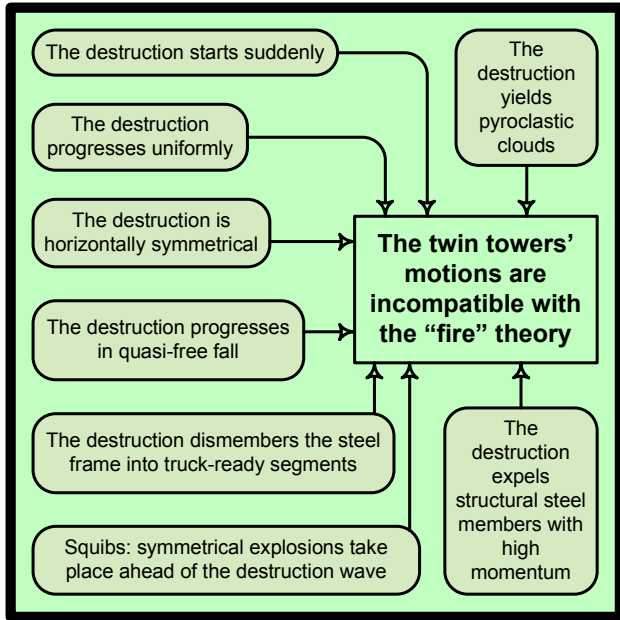 The destruction starts suddenly
The destruction
progresses uniformly
The destruction is
horizontally symmetrical
The destruction progresses
in quasi-free fall
The destruction dismembers the steel
frame into truck-ready segments
Squibs: symmetrical explosions take
place ahead of the destruction wave
The
destruction
yields
pyroclastic
clouds
The twin towers’
motions are
incompatible with
the “fire” theory
The
destruction
expels
structural steel
members with
high
momentum